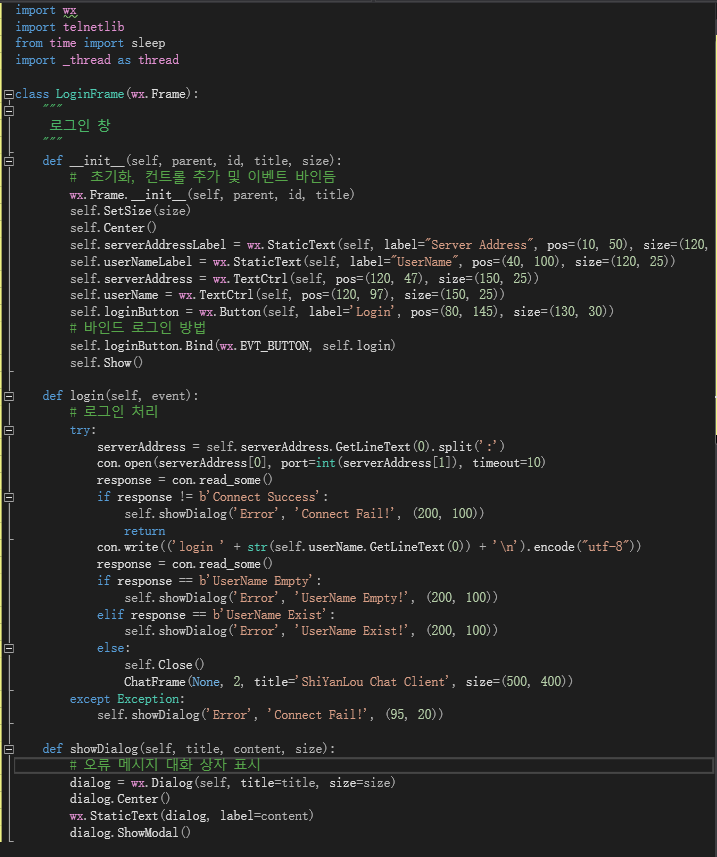 import wx
import telnetlib
from time import sleep
import _thread as thread
class LoginFrame(wx.Frame):
"""
로그인 창
"""
def __init__(self, parent, id, title, size):
# 초기화, 컨트롤 추가 및 이벤트 바인둠
wx.Frame.__init__(self, parent, id, title)
self.SetSize(size)
self.Center()
self.serverAddressLabel = wx.StaticText(self, label="Server Address", pos=(10, 50), size=(120,
self.userNameLabel = wx.StaticText(self, label="UserName", pos=(40, 100), size=(120, 25))
self.serverAddress = wx.TextCtrl(self, pos=(120, 47), size=(150, 25))
self.userName = wx.TextCtrl(self, pos=(120, 97), size=(150, 25))
self.loginButton = wx.Button(self, label='Login', pos=(80, 145), size=(130, 30))
# 바인드 로그인 방법
self.loginButton.Bind(wx.EVT_BUTTON, self.login)
self.Show()
def login(self, event):
# 로그인 처리
try:
serverAddress = self.serverAddress.GetLineText(0).split(':')
con.open(serverAddress[0], port=int(serverAddress[1]), timeout=10)
response = con.read_some()
if response != b'Connect Success':
self.showDialog('Error', 'Connect Fail!', (200, 100))
return
con.write(('login ' + str(self.userName.GetLineText(0)) + '\n').encode("utf-8"))
response = con.read_some()
if response == b'UserName Empty':
self.showDialog('Error', 'UserName Empty!', (200, 100))
elif response == b'UserName Exist':
self.showDialog('Error', 'UserName Exist!', (200, 100))
else:
self.Close()
ChatFrame(None, 2, title='ShiYanLou Chat Client', size=(500, 400))
except Exception:
self.showDialog('Error', 'Connect Fail!', (95, 20))
def showDialog(self, title, content, size):
# 오류 메시지 대화 상자 표시
dialog = wx.Dialog(self, title=title, size=size)
dialog.Center()
wx.StaticText(dialog, label=content)
dialog.ShowModal()